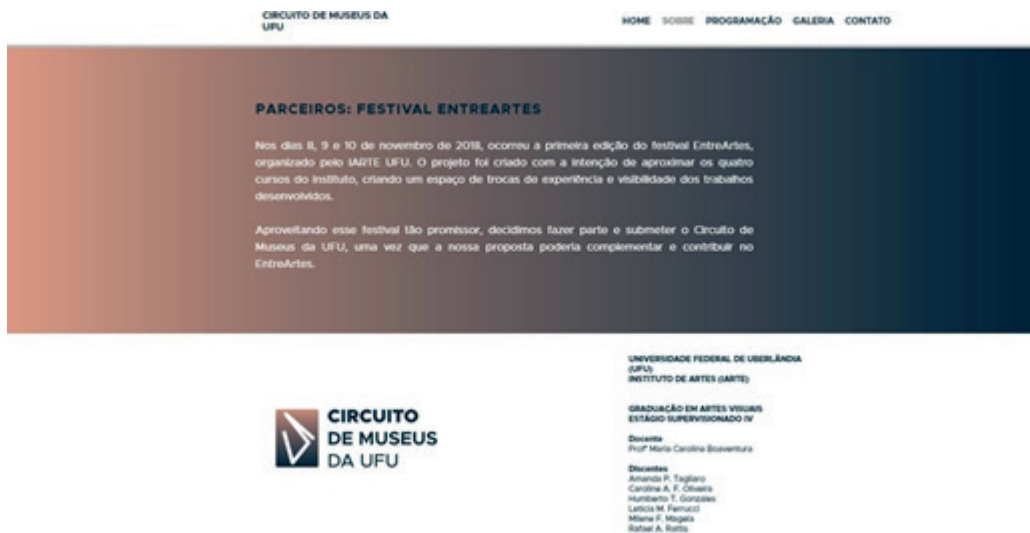 CIRCUITO DE MUSEUS DA
UFU
HOME SOBRE PROGRAMAÇÃO GALERIA CONTATO
PARCEIROS: FESTIVAL ENTREARTES
Nos dias 8, 9 e 10 de novembro de 2018, ocorreu a primeira edição do festival EntreArtes,
organizado pelo IARTE UFU. O projeto foi criado com a intenção de aproximar os quatro
cursos do instituto, criando um espaço de trocas de experiência e visibilidade dos trabalhos
desenvolvidos.
Aproveitando esse festival tão promissor, decidimos fazer parte e submeter o Circuito de
Museus da UFU, uma vez que a nossa proposta poderia complementar e contribuir no
EntreArtes.
CIRCUITO
DE MUSEUS
DA UFU
UNIVERSIDADE FEDERAL DE UBERLÂNDIA
(UFU)
INSTITUTO DE ARTES (IARTE)
GRADUAÇÃO EM ARTES VISUAIS
ESTÁGIO SUPERVISIONADO IV
Docente
Profª Maria Carolina Boaventura
Discentes
Amanda P. Tagliaro
Caroline A. F. Oliveira
Humberto T. Gonzales
Letícia M. Ferrucci
Milene F. Magela
Rafael A. Rottis